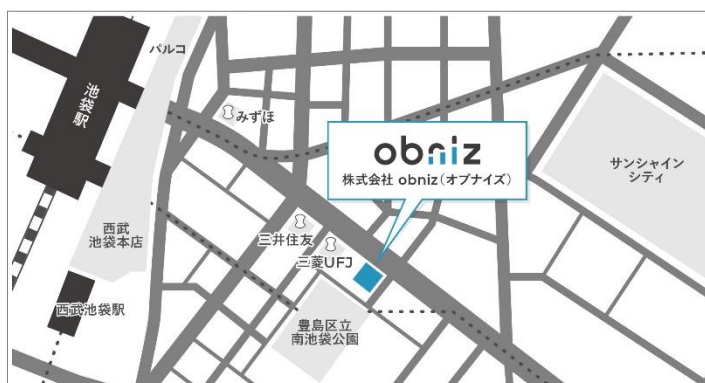 パルコ
池袋駅
みずほ
obniz
株式会社 obniz（オブナイズ）
サンシャイン
シティ
西武
池袋本店
三井住友
三菱UFJ
西武池袋駅
豊島区立
南池袋公園